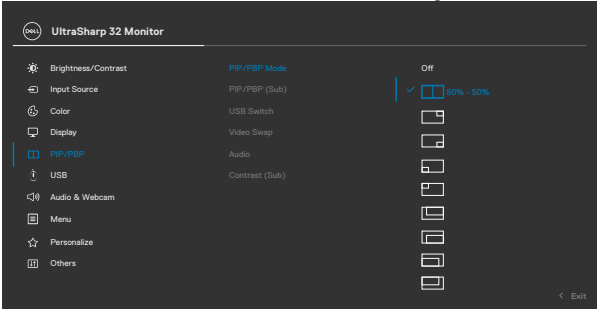 DELL UltraSharp 32 Monitor
Brightness/Contrast PIP/PBP Mode Off
Input Source PIP/PBP (Sub) 50% - 50%
Color USB Switch
Display Video Swap
PIP/PBP Audio
USB Contrast (Sub)
Audio & Webcam
Menu
Personalize
Others
Exit